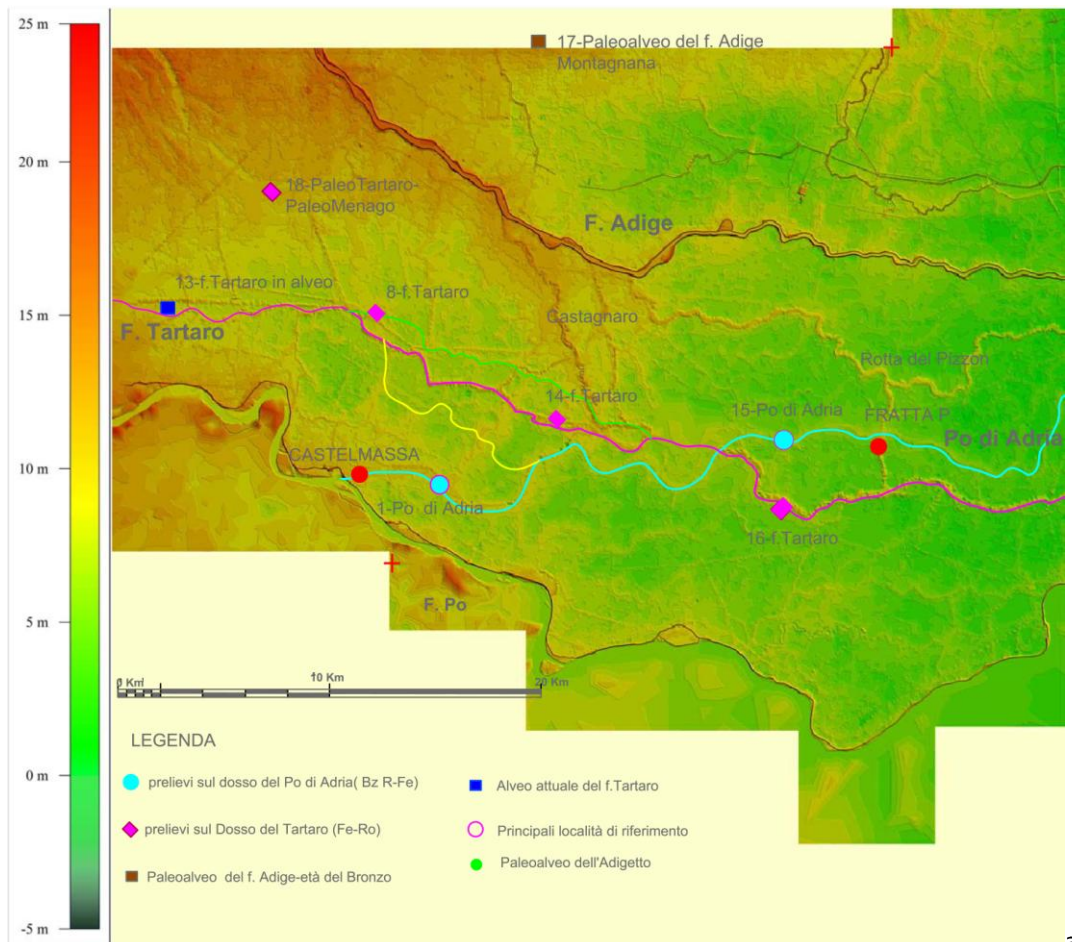 25 m
20 m
15 m
10 m
5 m
0 m
-5 m
17-Paleoalveo del f. Adige
Montagnana
18-PaleoTartaro-
PaleoMenago
F. Adige
13-f.Tartaro in alveo
8-f.Tartaro
F. Tartaro
Castagnaro
Rotta del Pizzon
14-f.Tartaro
15-Po di Adria
FRATTA P.
Po di Adria
CASTELMASSA
1-Po di Adria
16-f.Tartaro
F. Po
0 Km
10 Km
20 Km
LEGENDA
prelievi sul dosso del Po di Adria( Bz R-Fe)
Alveo attuale del f.Tartaro
prelievi sul Dosso del Tartaro (Fe-Ro)
Principali località di riferimento
Paleoalveo del f. Adige-età del Bronzo
Paleoalveo dell'Adigetto